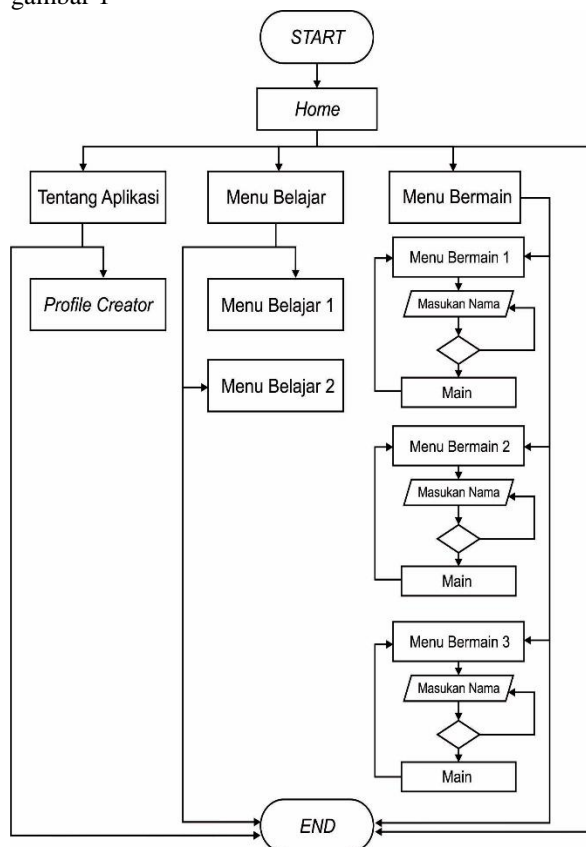 gambar 1
START
Home
Tentang Aplikasi
Menu Belajar
Menu Bermain
Profile Creator
Menu Belajar 1
Menu Belajar 2
Menu Bermain 1
Masukan Nama
Main
Menu Bermain 2
Masukan Nama
Main
Menu Bermain 3
Masukan Nama
Main
END